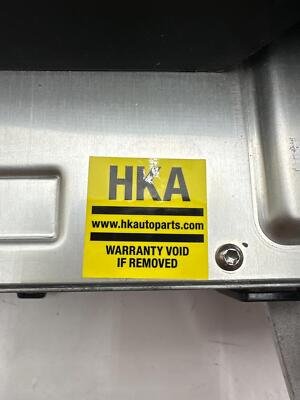 HKA
www.hkautoparts.com
WARRANTY VOID
IF REMOVED